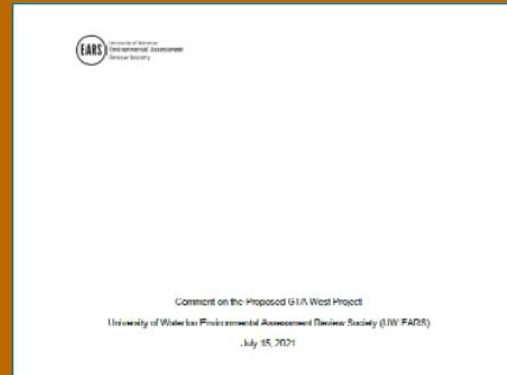 EARS
University of Waterloo
Environmental Assessment
Review Society
Comment on the Proposed GTA West Project
University of Waterloo Environmental Assessment Review Society (UW-EARS)
July 15, 2021